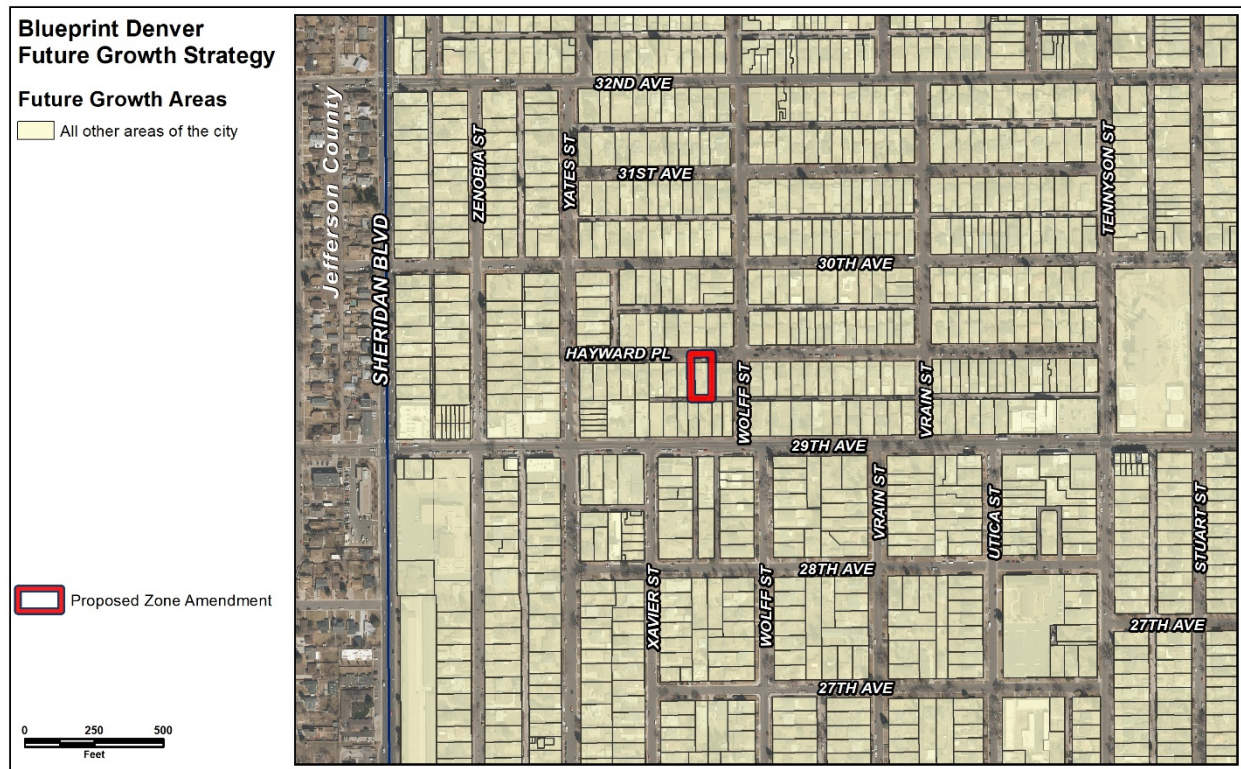 Blueprint Denver
Future Growth Strategy
Future Growth Areas
All other areas of the city
Proposed Zone Amendment
0 250 500
Feet
Jefferson County
SHERIDAN BLVD
32ND AVE
ZENOBIA ST
YATES ST
31ST AVE
TENNYSON ST
30TH AVE
HAYWARD PL
WOLFF ST
VRAIN ST
29TH AVE
VRAIN ST
UTICA ST
STUART ST
28TH AVE
XAVIER ST
WOLFF ST
27TH AVE
27TH AVE